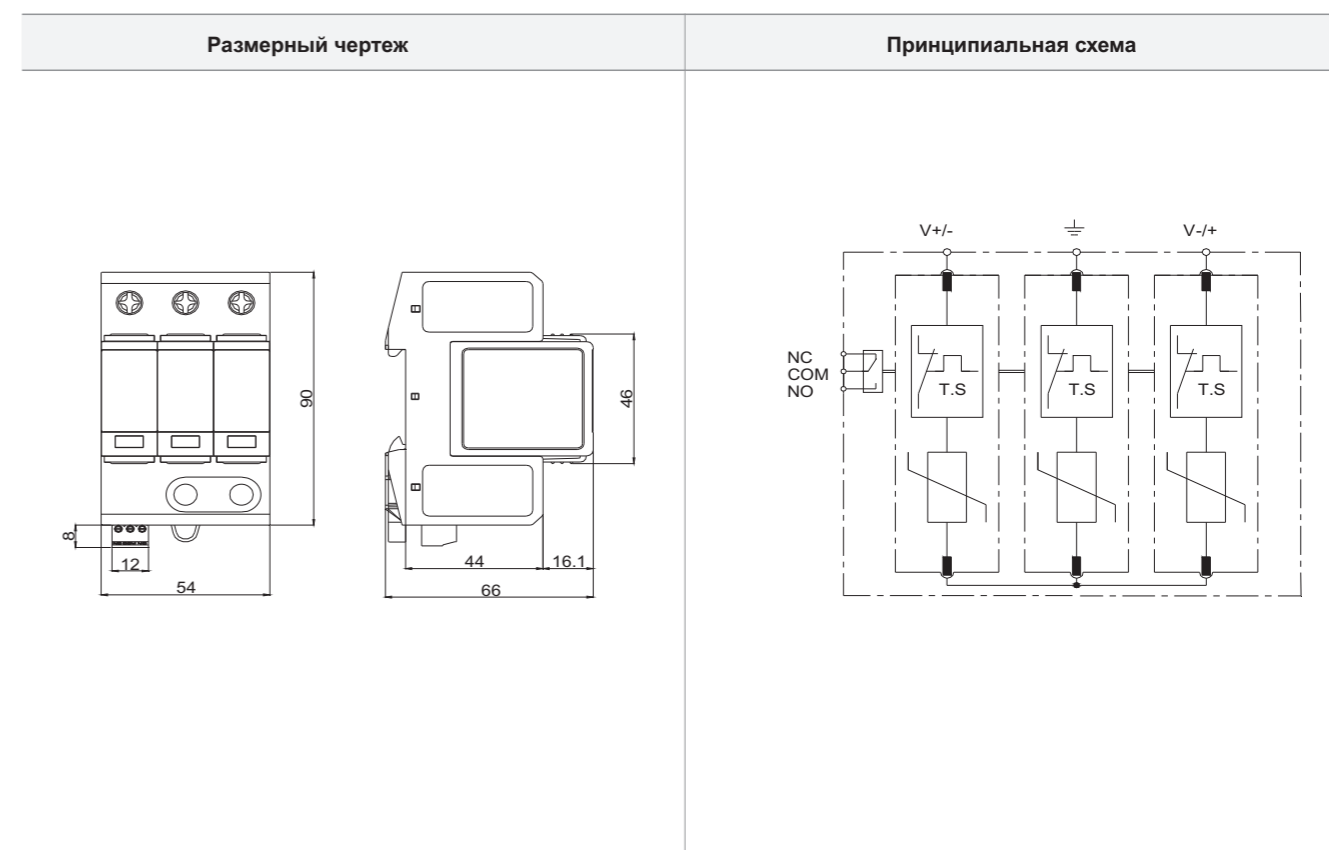 Размерный чертеж
Принципиальная схема
90
8
12
54
46
44
16.1
66
V+/-
V-/+
NC
COM
NO
T.S
T.S
T.S